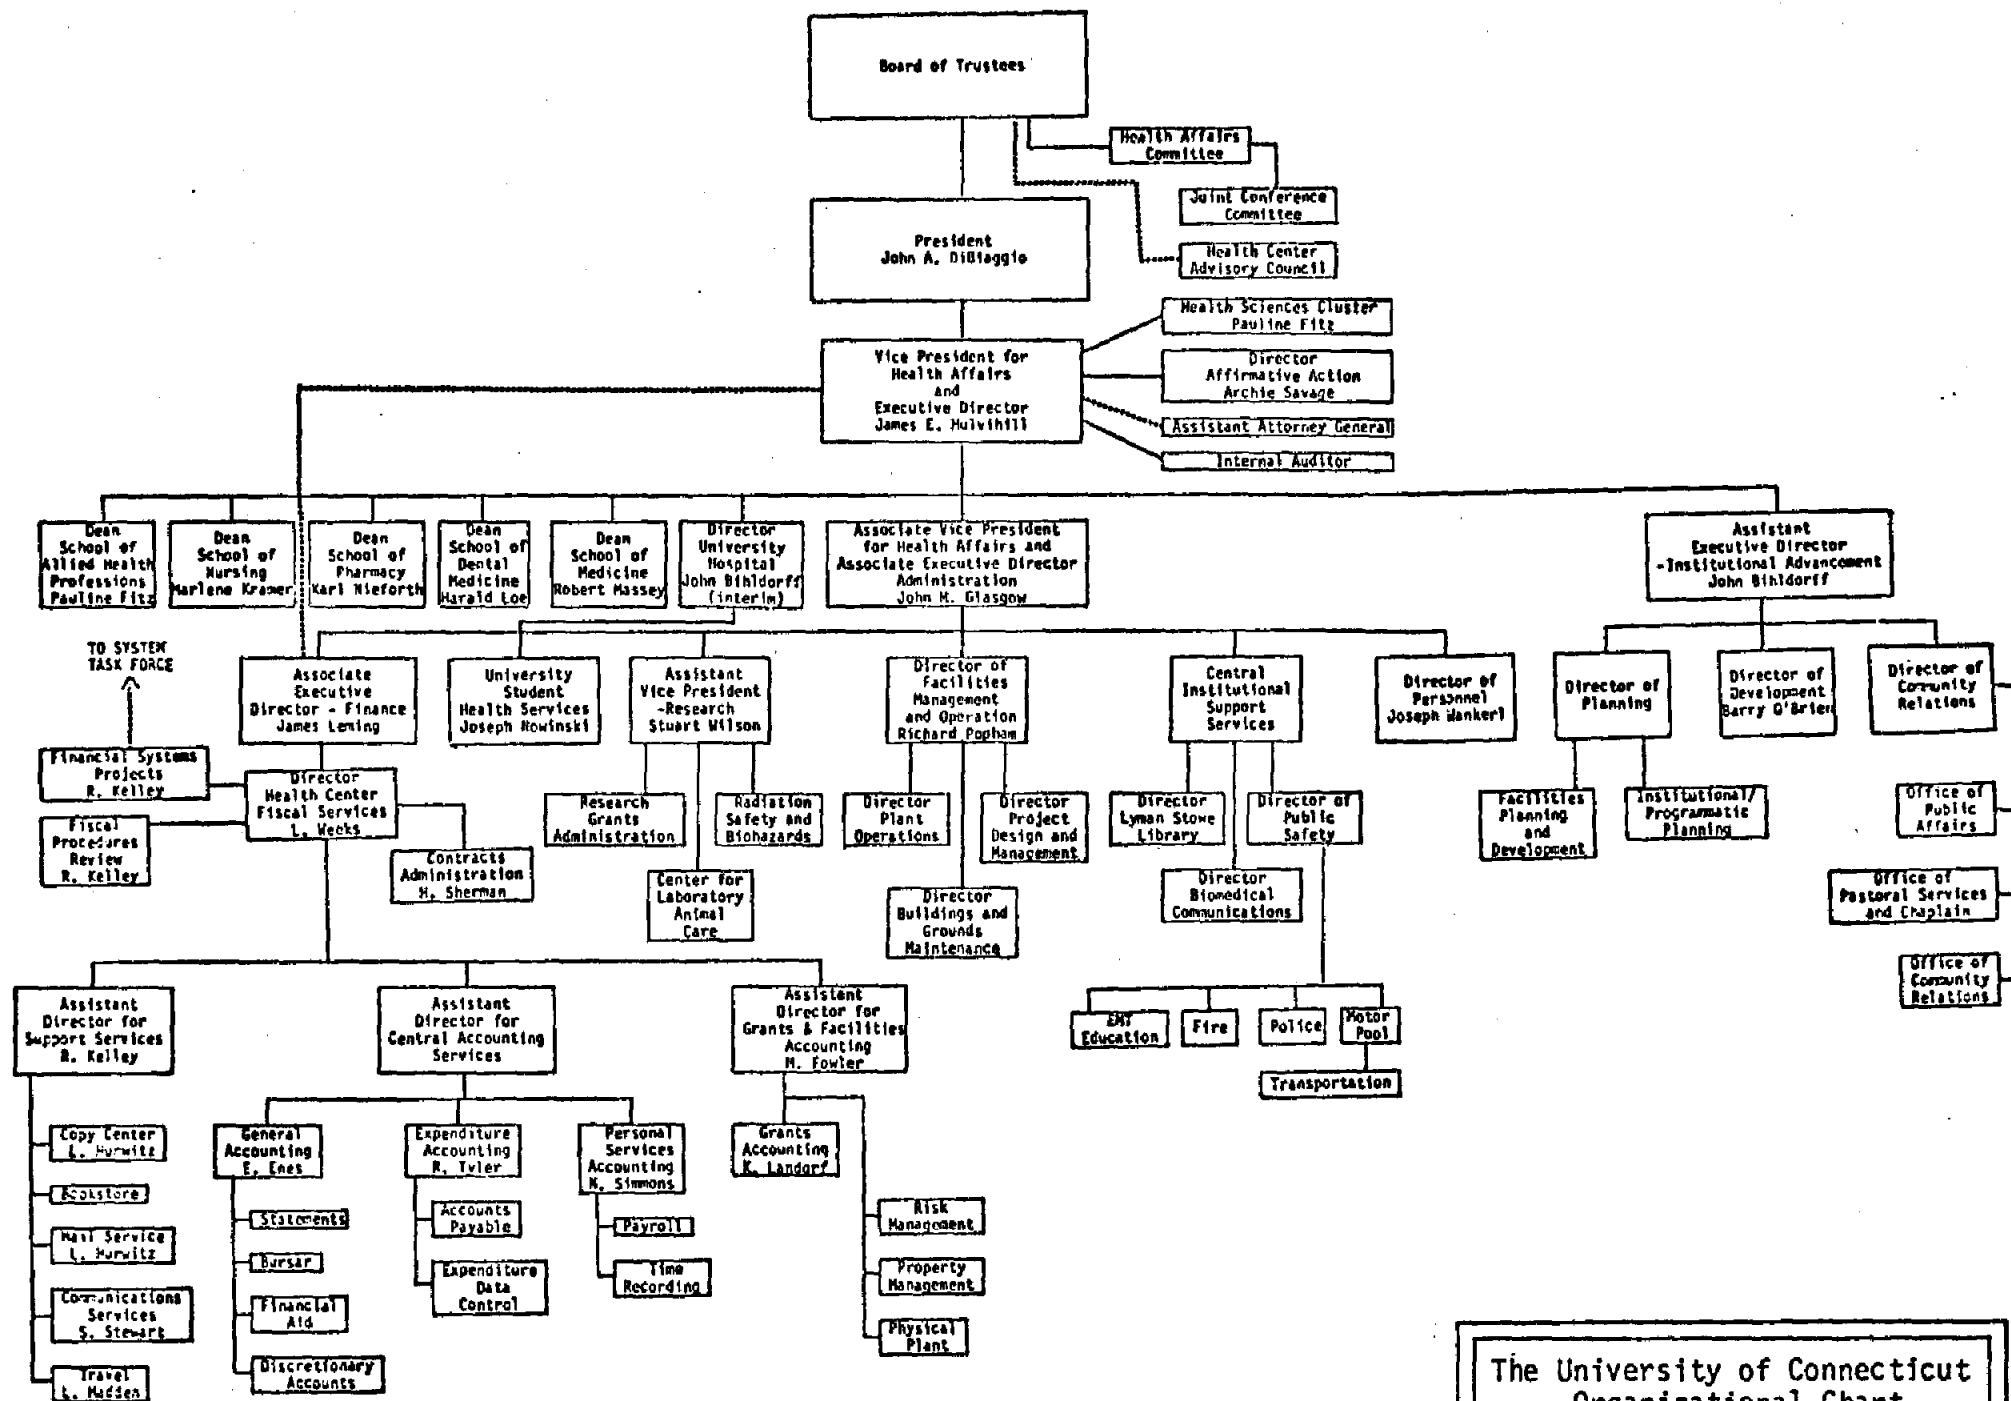 Board of Trustees
Health Affairs
Committee
Joint Conference
Committee
President
John A. DiBiaggio
Health Center
Advisory Council
Health Sciences Cluster
Pauline Fitz
Vice President for
Health Affairs
and
Executive Director
James E. Mulvihill
Director
Affirmative Action
Archie Savage
Assistant Attorney General
Internal Auditor
Dean
School of
Allied Health
Professions
Pauline Fitz
Dean
School of
Nursing
Marlene Kramer
Dean
School of
Pharmacy
Karl Nieforth
Dean
School of
Dental
Medicine
Harald Loe
Dean
School of
Medicine
Robert Massey
Director
University
Hospital
John Bihldorff
(interim)
Associate Vice President
for Health Affairs and
Associate Executive Director
Administration
John M. Glasgow
Assistant
Executive Director
-Institutional Advancement
John Bihldorff
TO SYSTEM
TASK FORCE
Associate
Executive
Director - Finance
James Leming
University
Student
Health Services
Joseph Nowinski
Assistant
Vice President
-Research
Stuart Wilson
Director of
Facilities
Management
and Operation
Richard Popham
Central
Institutional
Support
Services
Director of
Personnel
Joseph Wankerl
Director of
Planning
Director of
Development
Barry O'Brien
Director of
Community
Relations
Financial Systems
Projects
R. Kelley
Director
Health Center
Fiscal Services
L. Weeks
Fiscal
Procedures
Review
R. Kelley
Contracts
Administration
H. Sherman
Research
Grants
Administration
Radiation
Safety and
Biohazards
Center for
Laboratory
Animal
Care
Director
Plant
Operations
Director
Project
Design and
Management
Director
Buildings and
Grounds
Maintenance
Director
Lyman Stowe
Library
Director of
Public
Safety
Director
Biomedical
Communications
Facilities
Planning
and
Development
Institutional/
Programmatic
Planning
Office of
Public
Affairs
Office of
Pastoral Services
and Chaplain
Office of
Community
Relations
Assistant
Director for
Support Services
R. Kelley
Assistant
Director for
Central Accounting
Services
Assistant
Director for
Grants & Facilities
Accounting
M. Fowler
EMT
Education
Fire
Police
Motor
Pool
Transportation
Copy Center
L. Hurwitz
Bookstore
Mail Service
L. Hurwitz
Communications
Services
S. Stewart
Travel
L. Madden
General
Accounting
E. Enes
Statements
Bursar
Financial
Aid
Discretionary
Accounts
Expenditure
Accounting
R. Tyler
Accounts
Payable
Expenditure
Data
Control
Personal
Services
Accounting
N. Simmons
Payroll
Time
Recording
Grants
Accounting
K. Landorf
Risk
Management
Property
Management
Physical
Plant
The University of Connecticut
Organizational Chart